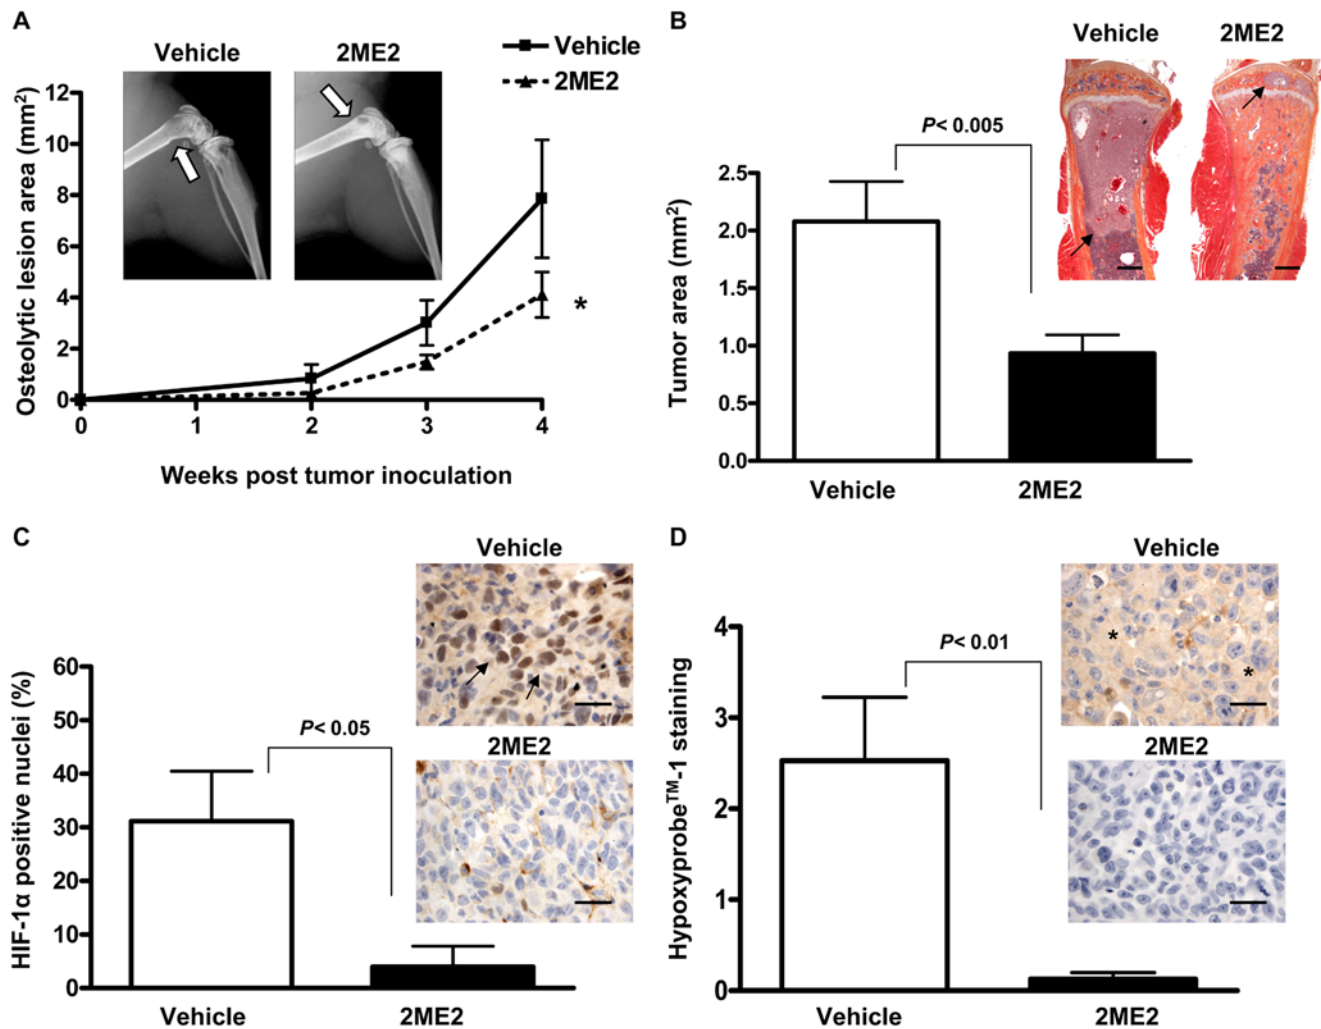 A
Vehicle
2ME2
Vehicle
2ME2
Osteolytic lesion area (mm²)
12
10
8
6
4
2
0
*
0 1 2 3 4
Weeks post tumor inoculation
B
Vehicle 2ME2
P< 0.005
Tumor area (mm²)
2.5
2.0
1.5
1.0
0.5
0.0
Vehicle 2ME2
C
Vehicle
2ME2
P< 0.05
HIF-1α positive nuclei (%)
60
50
40
30
20
10
0
Vehicle 2ME2
D
Vehicle
*
*
2ME2
P< 0.01
Hypoxyprobe™-1 staining
4
3
2
1
0
Vehicle 2ME2